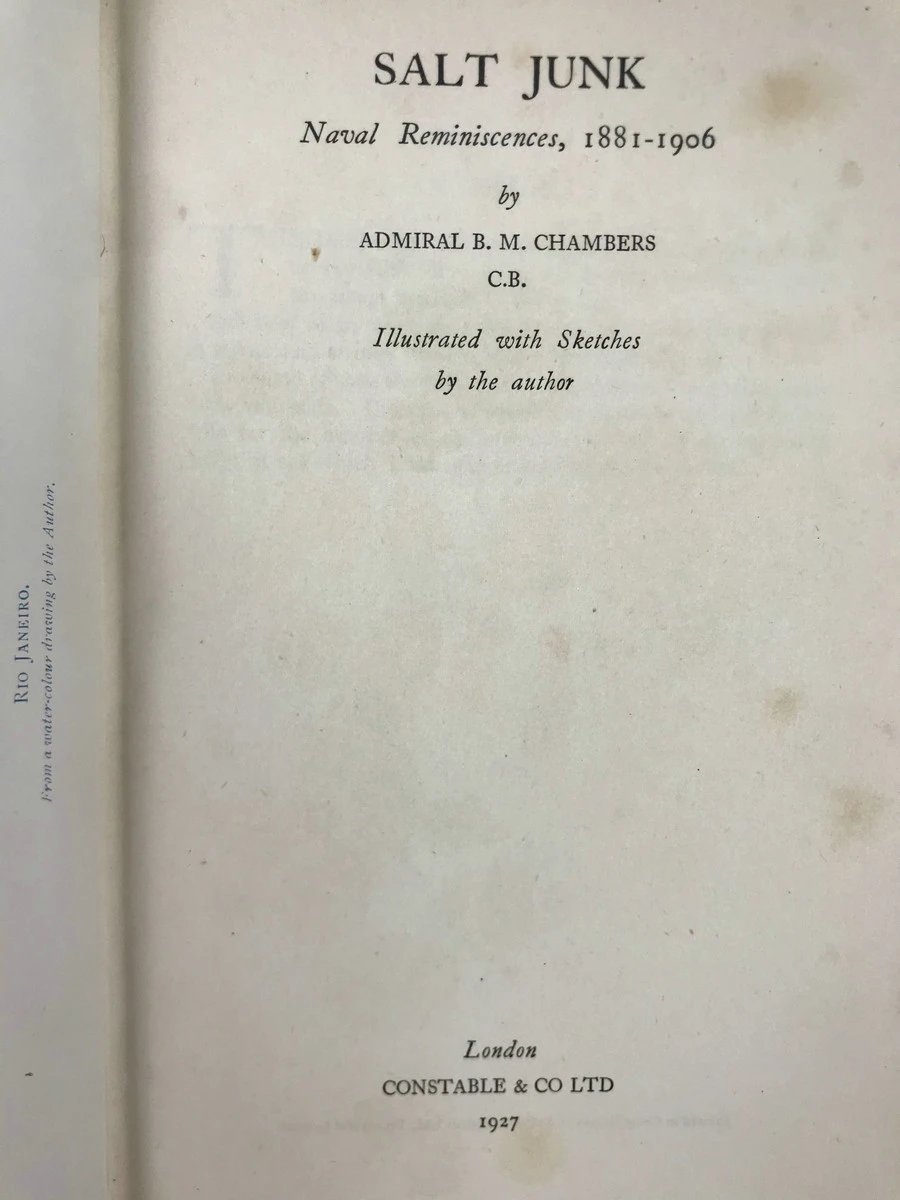 SALT JUNK
Naval Reminiscences, 1881-1906
by
ADMIRAL B. M. CHAMBERS
C.B.
Illustrated with Sketches
by the author
London
CONSTABLE & CO LTD
1927
RIO JANEIRO.
From a water-colour drawing by the Author.